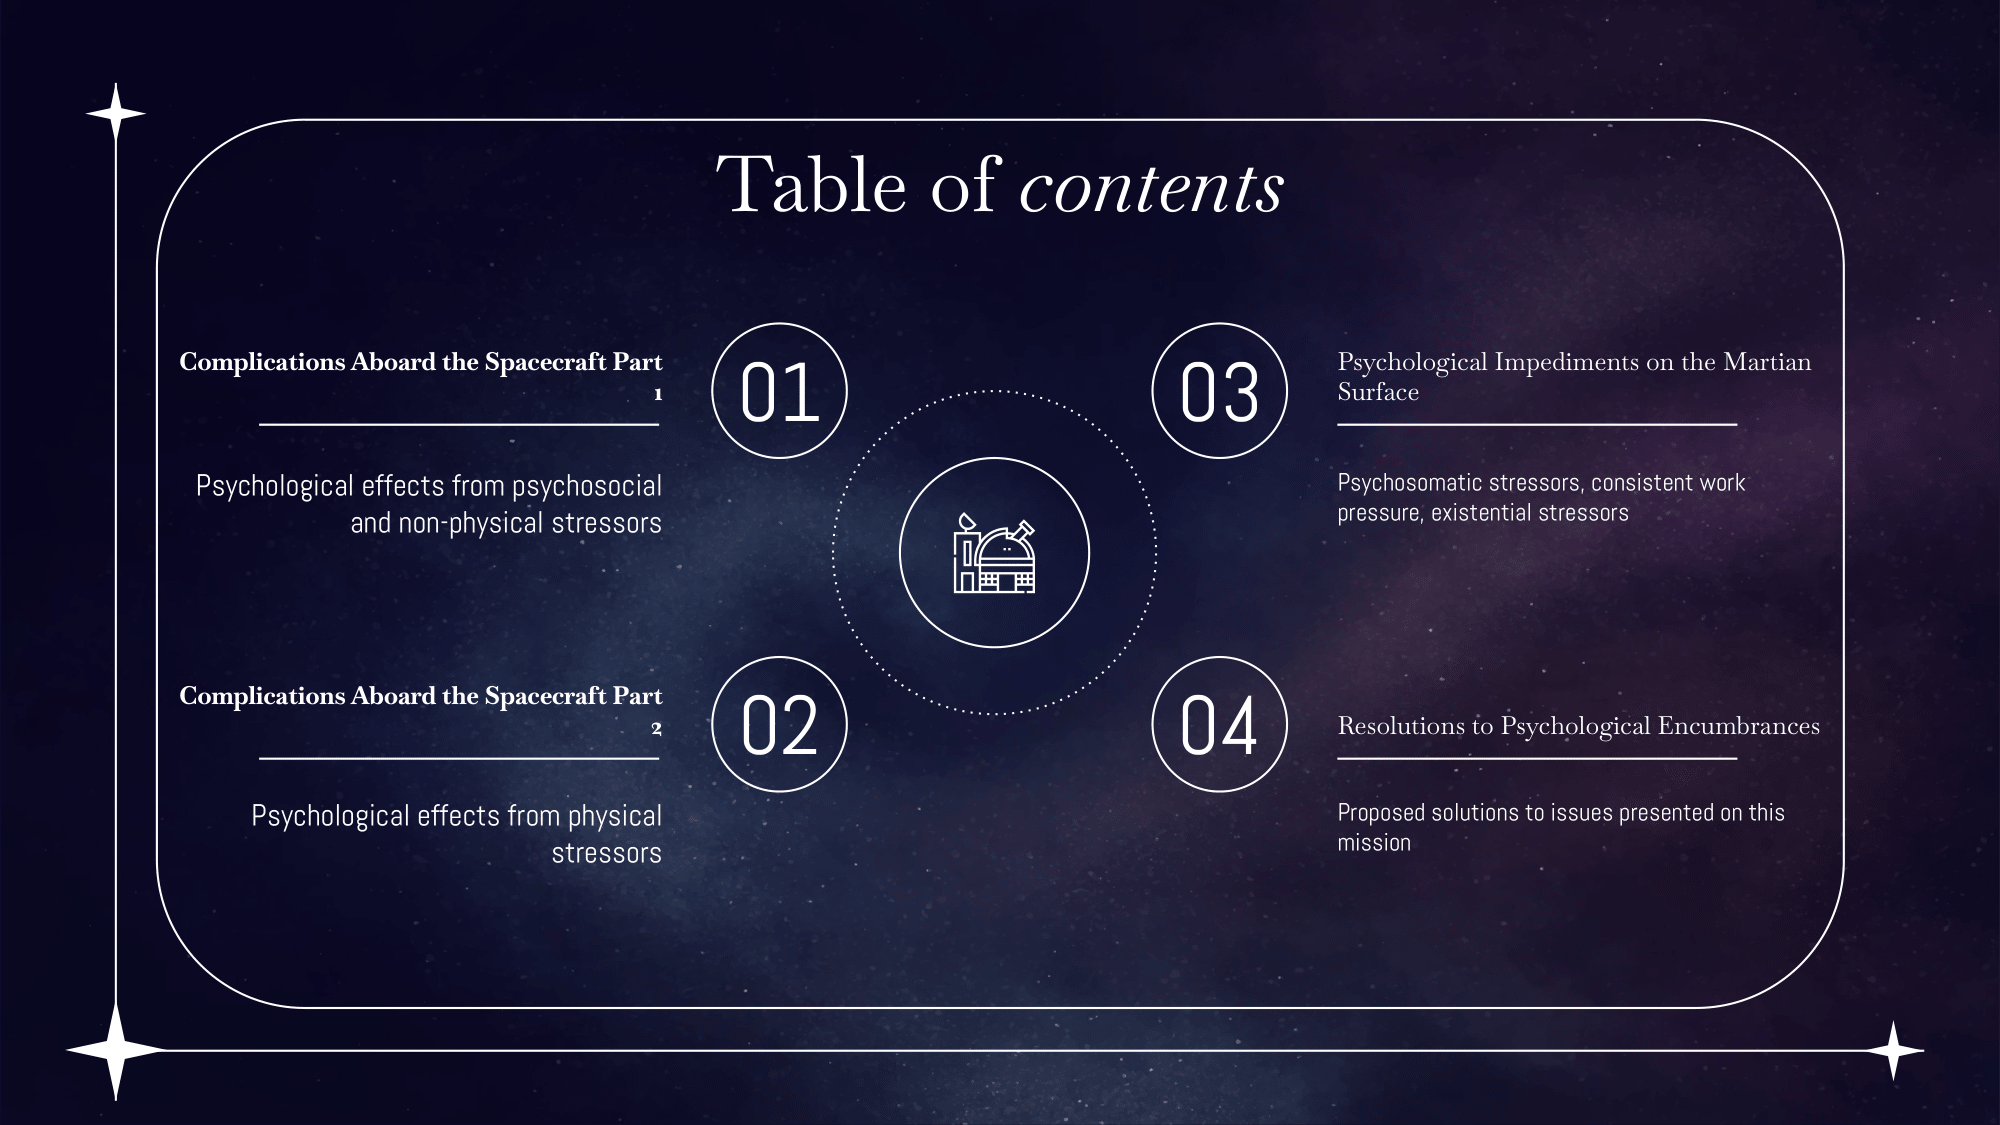 Table of contents
Complications Aboard the Spacecraft Part
1
01
Psychological effects from psychosocial
and non-physical stressors
Complications Aboard the Spacecraft Part
2
02
Psychological effects from physical
stressors
03
Psychological Impediments on the Martian
Surface
Psychosomatic stressors, consistent work
pressure, existential stressors
04
Resolutions to Psychological Encumbrances
Proposed solutions to issues presented on this
mission